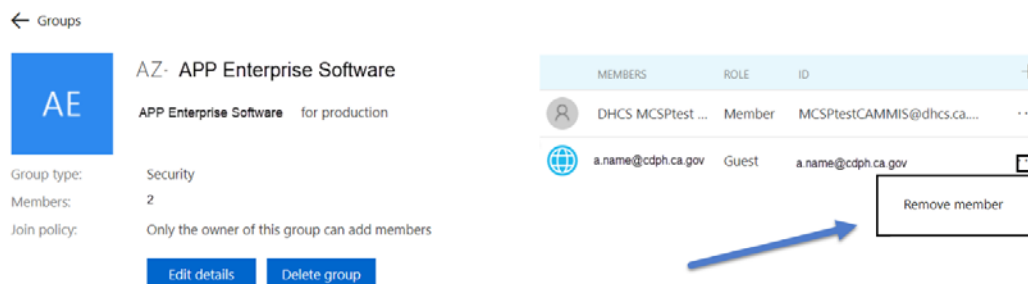 Groups
AE
AZ- APP Enterprise Software
APP Enterprise Software for production
Group type: Security
Members: 2
Join policy: Only the owner of this group can add members
Edit details Delete group
MEMBERS ROLE ID
DHCS MCSPtest ... Member MCSPtestCAMMIS@dhcs.ca....
a.name@cdph.ca.gov Guest a.name@cdph.ca.gov
Remove member